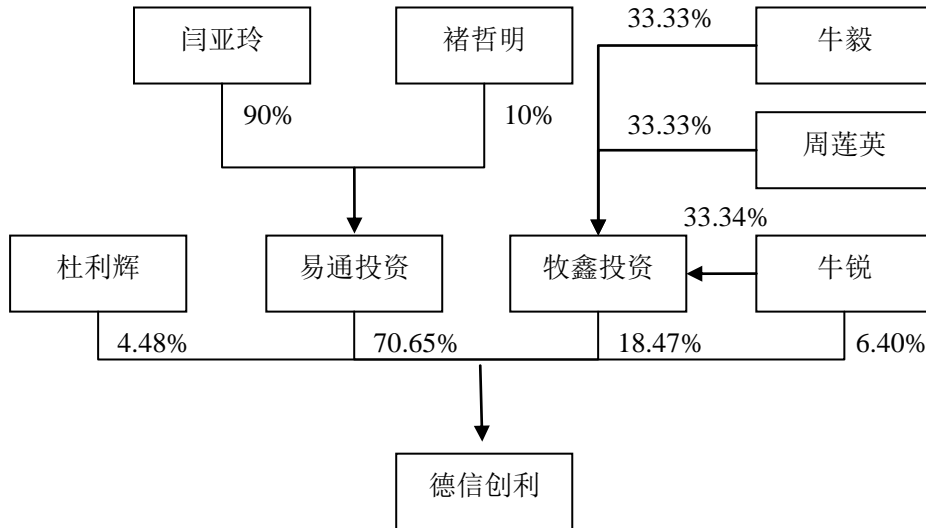 33.33%
闫亚玲
褚哲明
牛毅
90%
10%
33.33%
周莲英
33.34%
杜利辉
易通投资
牧鑫投资
牛锐
4.48%
70.65%
18.47%
6.40%
德信创利